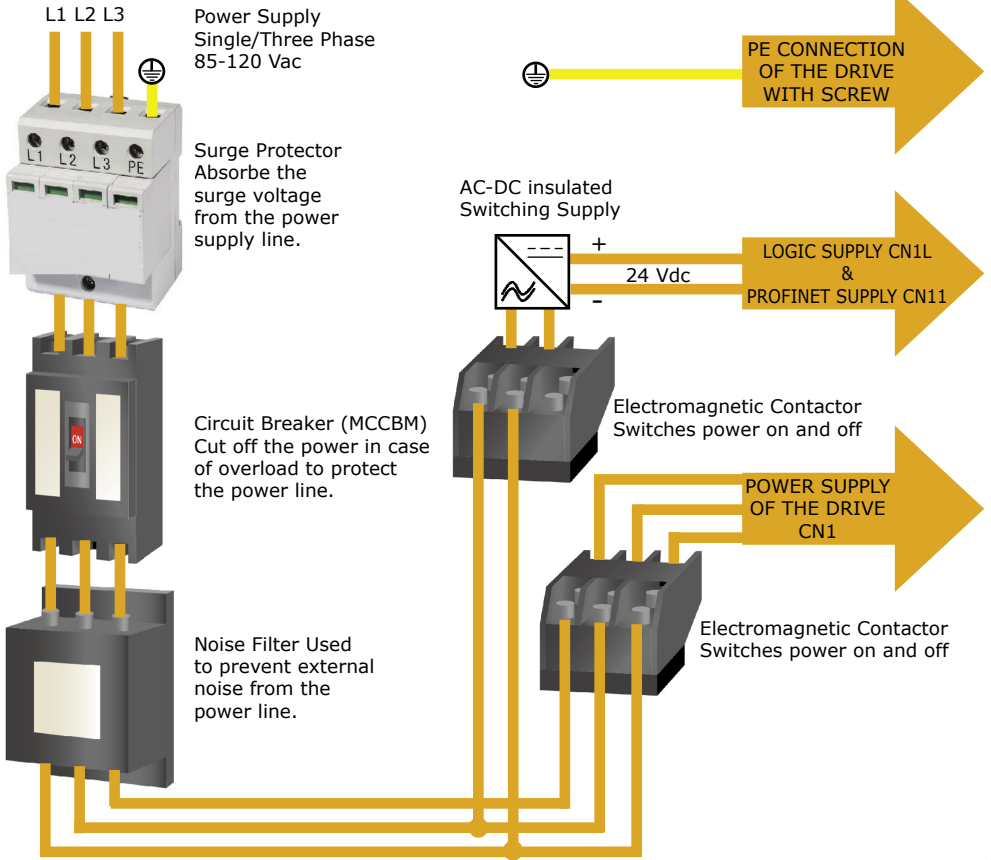 L1 L2 L3
Power Supply
Single/Three Phase
85-120 Vac
L1 L2 L3 PE
Surge Protector
Absorbe the
surge voltage
from the power
supply line.
PE CONNECTION
OF THE DRIVE
WITH SCREW
AC-DC insulated
Switching Supply
+
24 Vdc
-
LOGIC SUPPLY CN1L
&
PROFINET SUPPLY CN11
ON
Circuit Breaker (MCCBM)
Cut off the power in case
of overload to protect
the power line.
Electromagnetic Contactor
Switches power on and off
POWER SUPPLY
OF THE DRIVE
CN1
Electromagnetic Contactor
Switches power on and off
Noise Filter Used
to prevent external
noise from the
power line.